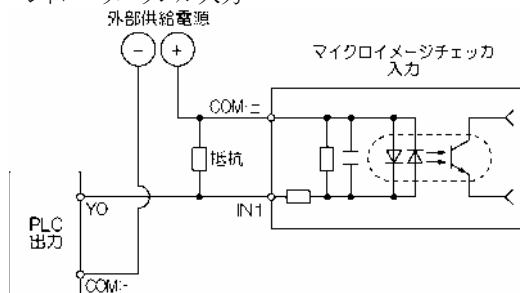 外部供給電源
− +
マイクロイメージチェッカ
入力
COM:±
抵抗
Y0
IN1
PLC
出力
COM:-